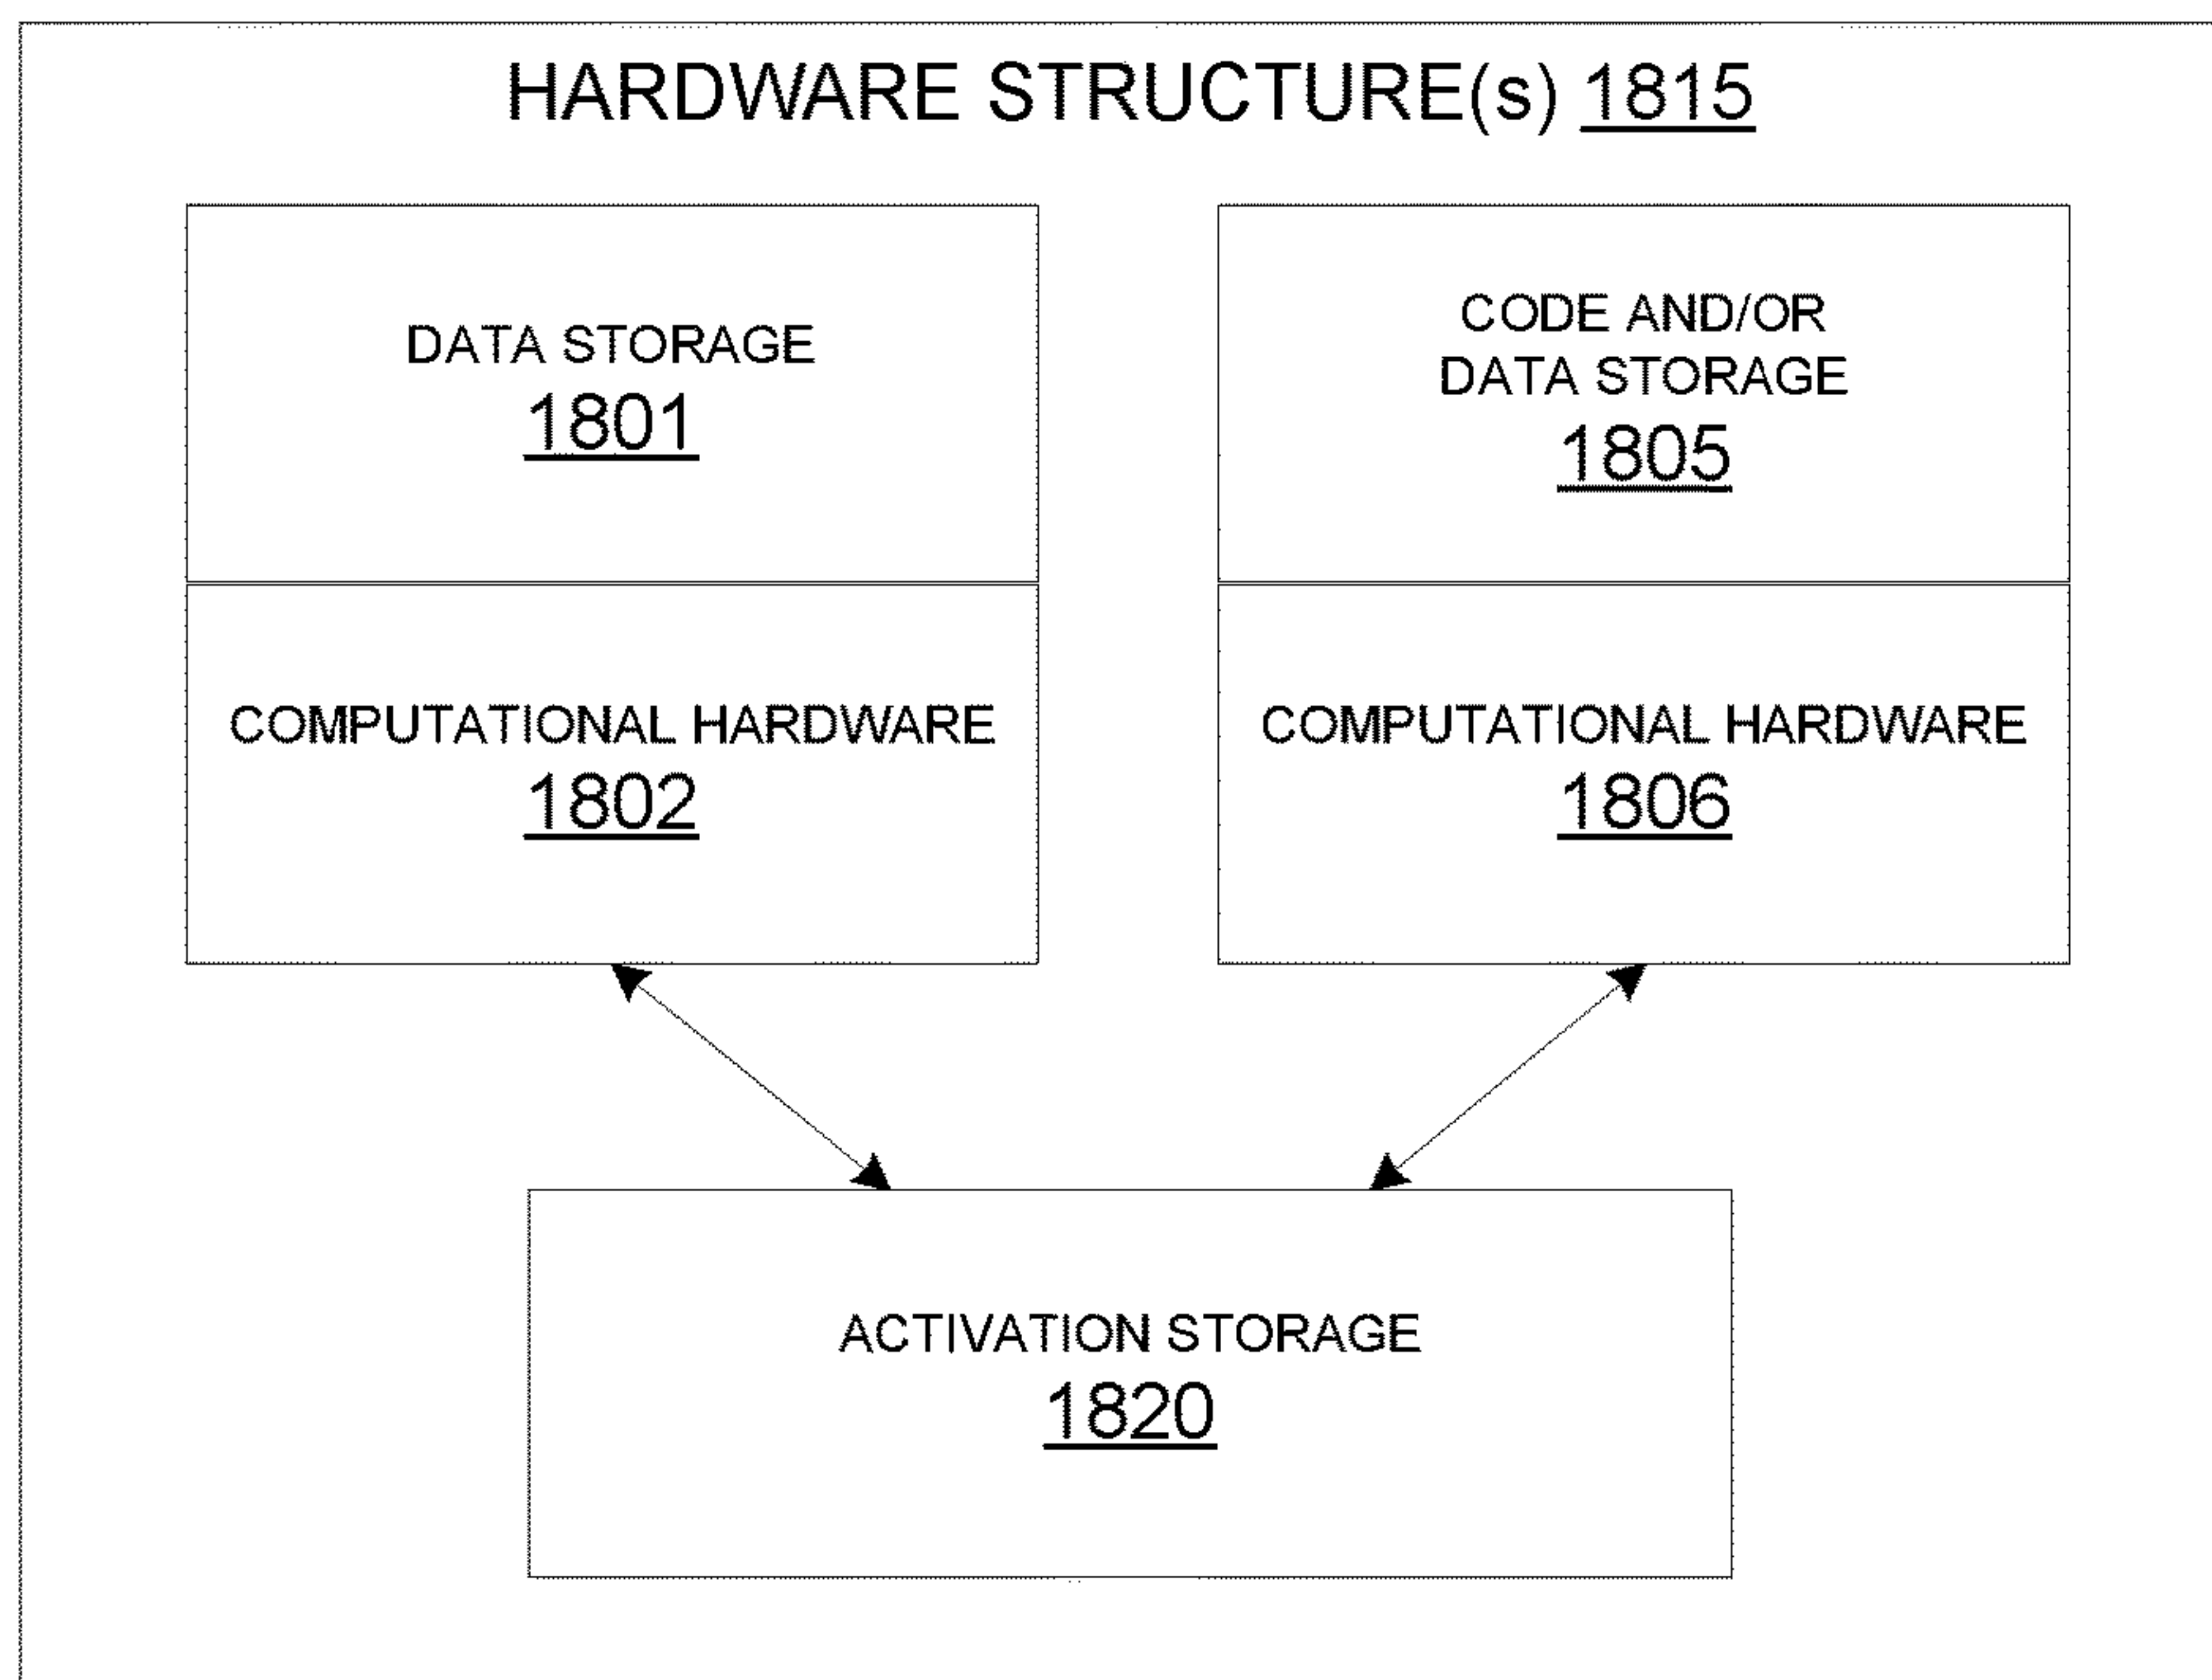 HARDWARE STRUCTURE(s) 1815
DATA STORAGE
1801
CODE AND/OR
DATA STORAGE
1805
COMPUTATIONAL HARDWARE
1802
COMPUTATIONAL HARDWARE
1806
ACTIVATION STORAGE
1820